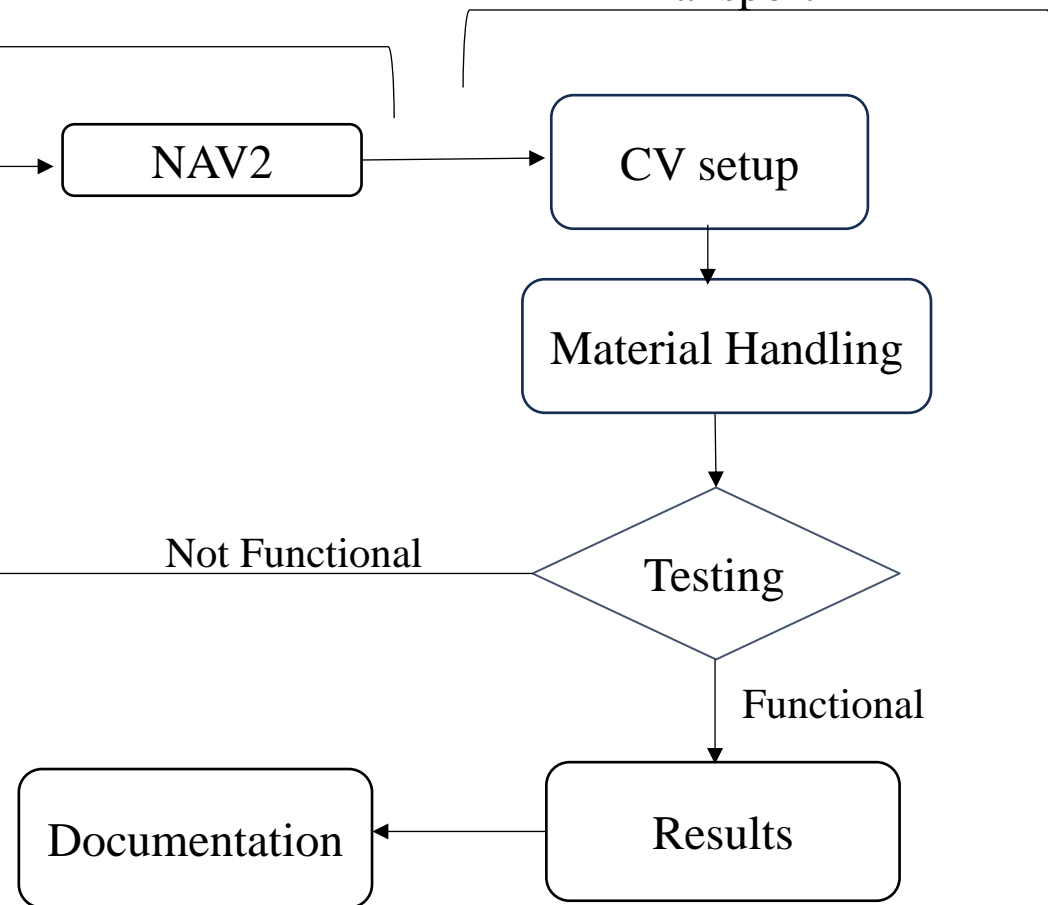 NAV2
CV setup
Material Handling
Not Functional
Testing
Functional
Documentation
Results